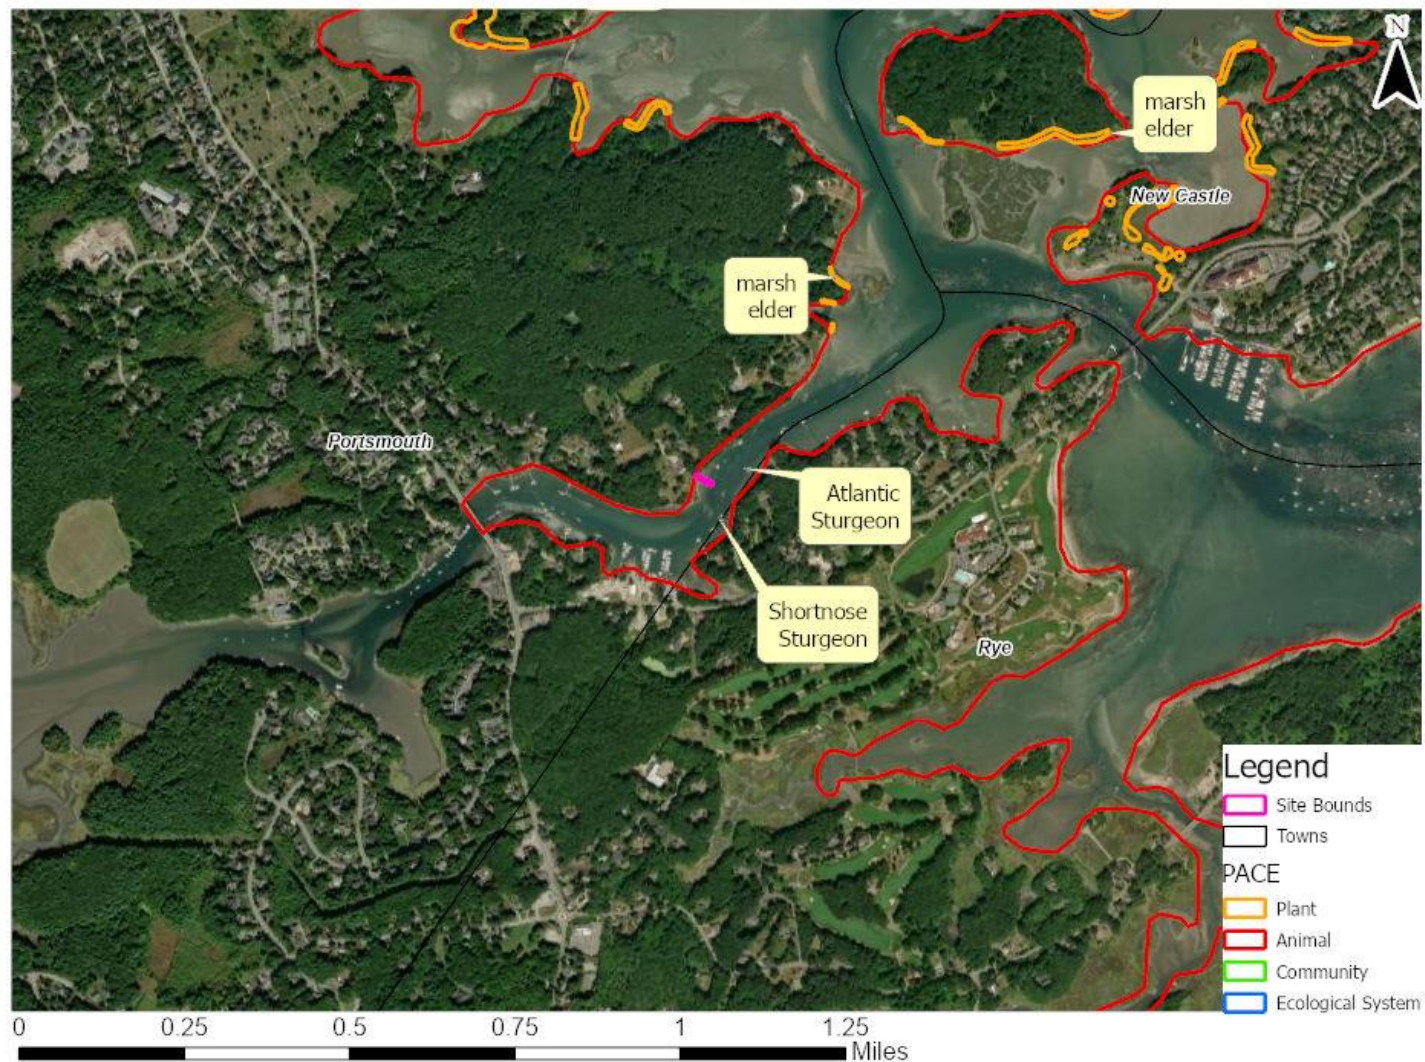 N
marsh
elder
New Castle
marsh
elder
Portsmouth
Atlantic
Sturgeon
Shortnose
Sturgeon
Rye
Legend
Site Bounds
Towns
PACE
Plant
Animal
Community
Ecological System
0 0.25 0.5 0.75 1 1.25
Miles